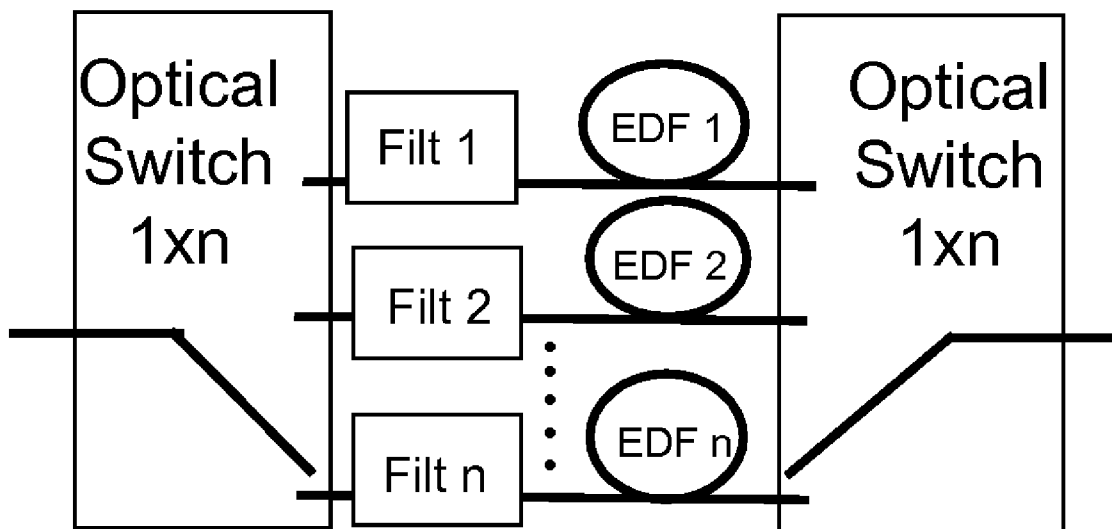 Optical
Switch
1xn
Filt 1
EDF 1
Filt 2
EDF 2
Filt n
EDF n
Optical
Switch
1xn